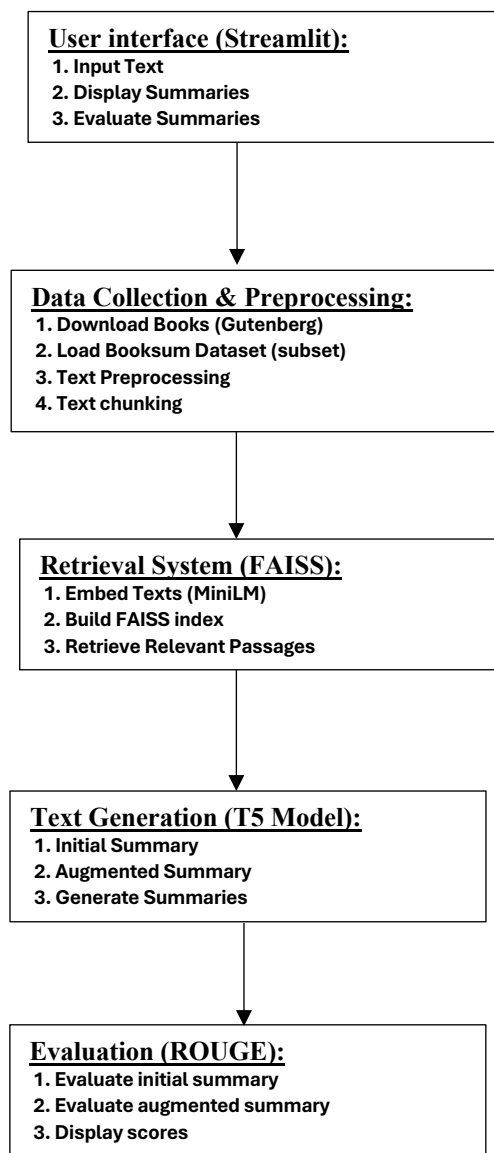 User interface (Streamlit):
1. Input Text
2. Display Summaries
3. Evaluate Summaries
Data Collection & Preprocessing:
1. Download Books (Gutenberg)
2. Load Booksum Dataset (subset)
3. Text Preprocessing
4. Text chunking
Retrieval System (FAISS):
1. Embed Texts (MiniLM)
2. Build FAISS index
3. Retrieve Relevant Passages
Text Generation (T5 Model):
1. Initial Summary
2. Augmented Summary
3. Generate Summaries
Evaluation (ROUGE):
1. Evaluate initial summary
2. Evaluate augmented summary
3. Display scores